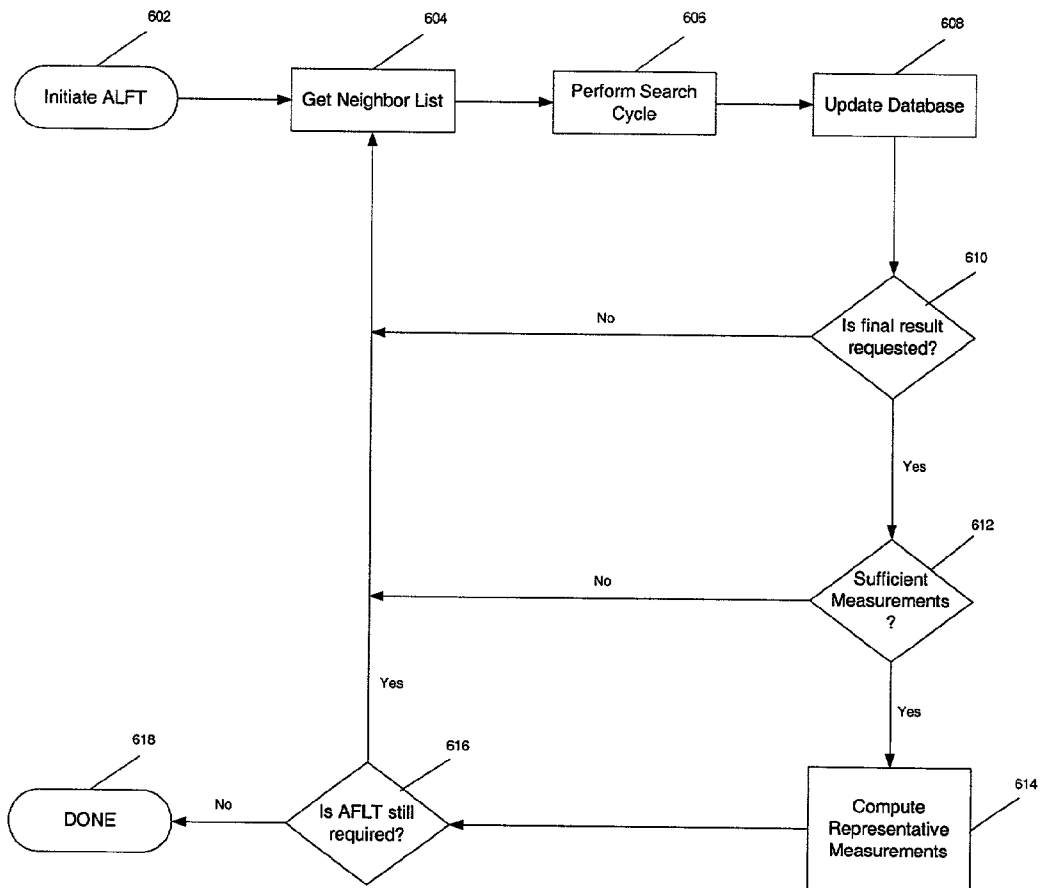 602
604
606
608
Initiate ALFT
Get Neighbor List
Perform Search
Cycle
Update Database
610
Is final result
requested?
No
Yes
612
Sufficient
Measurements
?
No
Yes
Yes
618
616
614
DONE
No
Is AFLT still
required?
Compute
Representative
Measurements